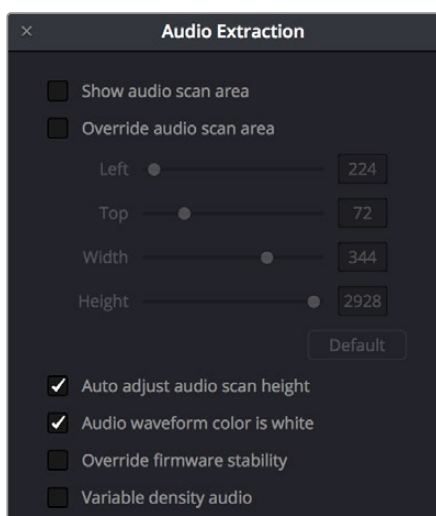 ×
Audio Extraction
Show audio scan area
Override audio scan area
Left 224
Top 72
Width 344
Height 2928
Default
Auto adjust audio scan height
Audio waveform color is white
Override firmware stability
Variable density audio